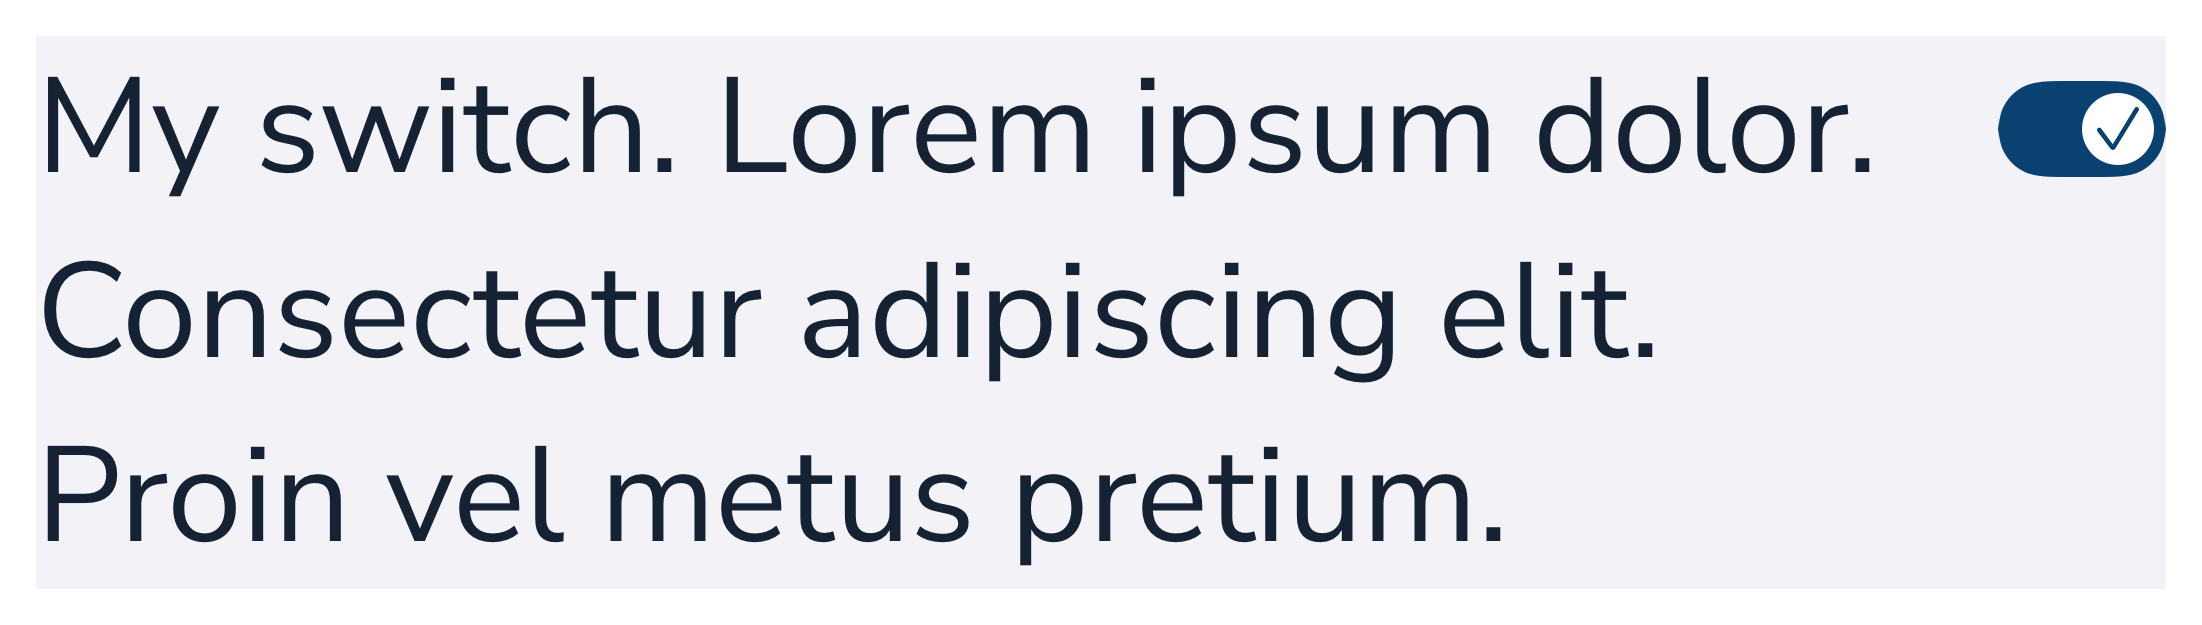 My switch. Lorem ipsum dolor.
Consectetur adipiscing elit.
Proin vel metus pretium.